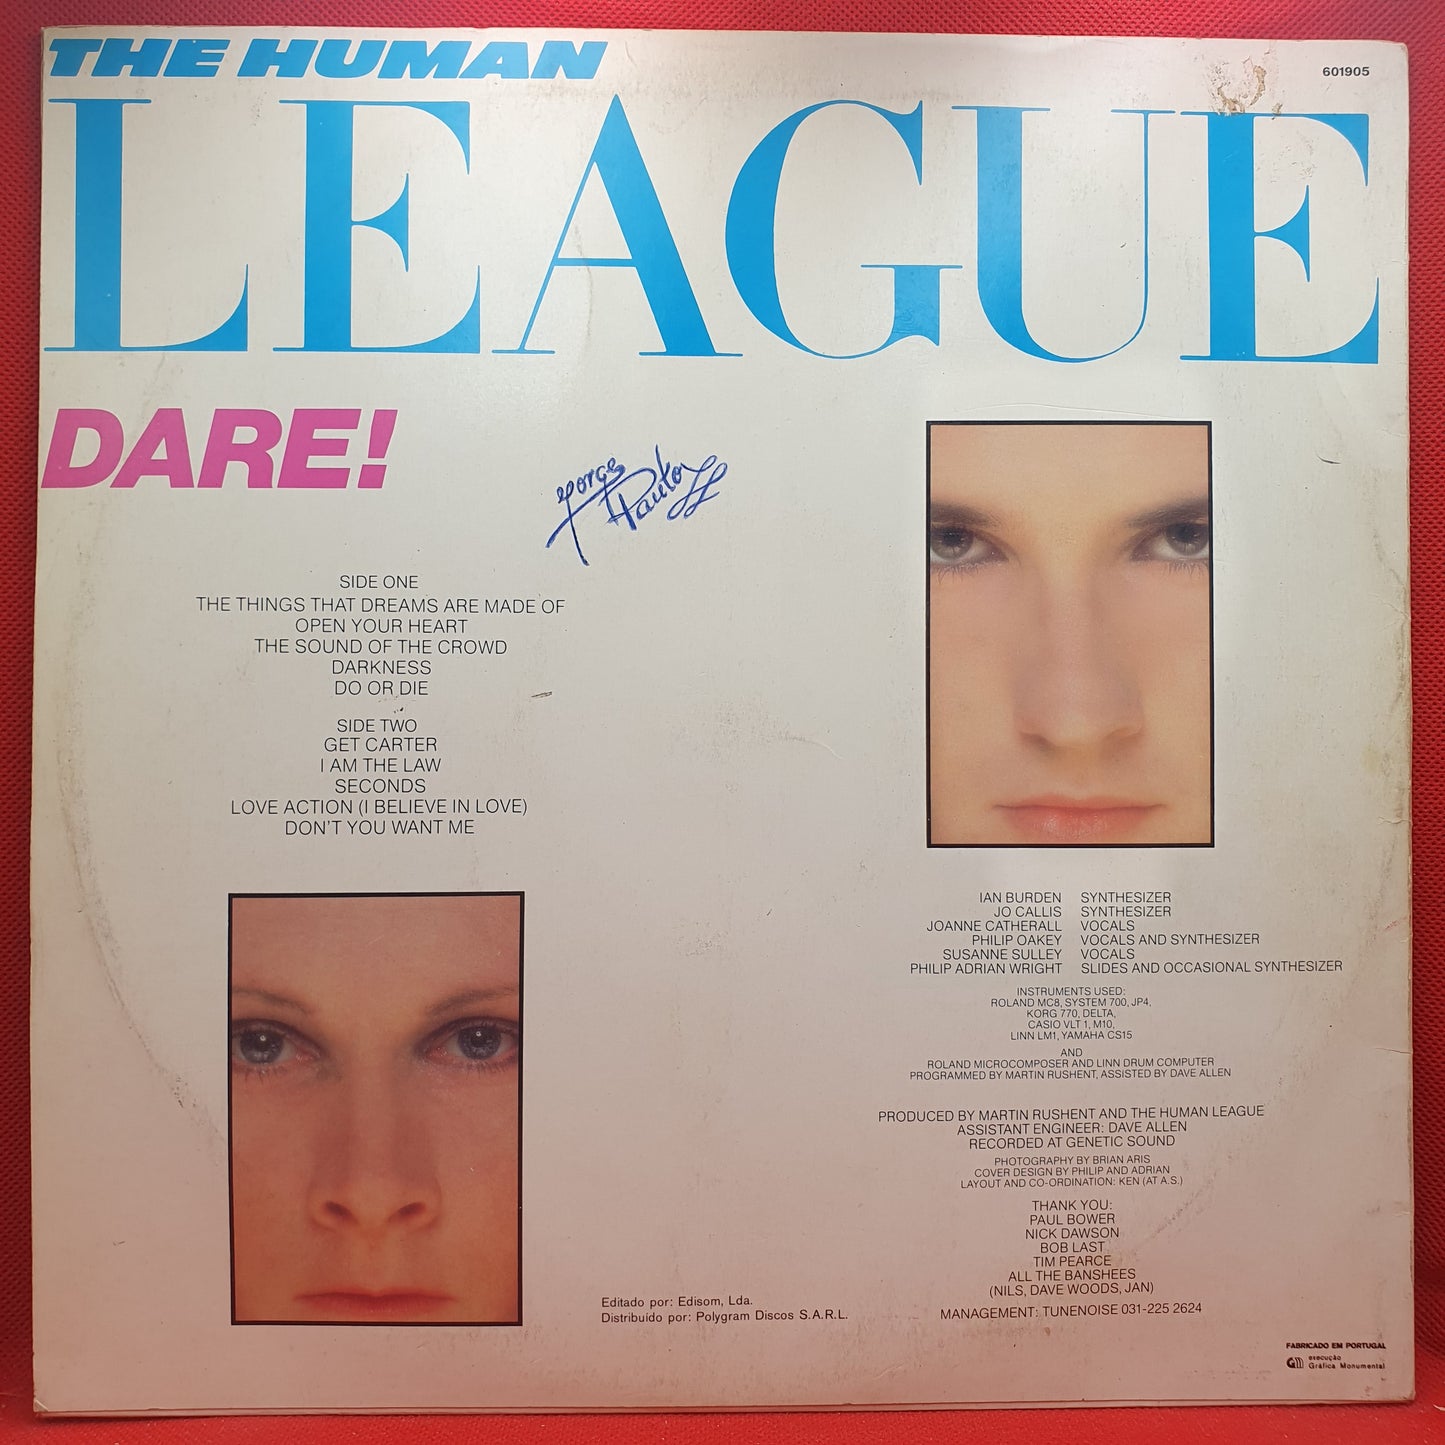 THE HUMAN
LEAGUE
601905
DARE!
SIDE ONE
THE THINGS THAT DREAMS ARE MADE OF
OPEN YOUR HEART
THE SOUND OF THE CROWD
DARKNESS
DO OR DIE
SIDE TWO
GET CARTER
I AM THE LAW
SECONDS
LOVE ACTION (I BELIEVE IN LOVE)
DON'T YOU WANT ME
IAN BURDEN SYNTHESIZER
JO CALLIS SYNTHESIZER
JOANNE CATHERALL VOCALS
PHILIP OAKEY VOCALS AND SYNTHESIZER
SUSANNE SULLEY VOCALS
PHILIP ADRIAN WRIGHT SLIDES AND OCCASIONAL SYNTHESIZER
INSTRUMENTS USED:
ROLAND MC8, SYSTEM 700, JP4,
KORG 770, DELTA,
CASIO VLT 1, M10,
LINN LM1, YAMAHA CS15
AND
ROLAND MICROCOMPOSER AND LINN DRUM COMPUTER
PROGRAMMED BY MARTIN RUSHENT, ASSISTED BY DAVE ALLEN
PRODUCED BY MARTIN RUSHENT AND THE HUMAN LEAGUE
ASSISTANT ENGINEER: DAVE ALLEN
RECORDED AT GENETIC SOUND
PHOTOGRAPHY BY BRIAN ARIS
COVER DESIGN BY PHILIP AND ADRIAN
LAYOUT AND CO-ORDINATION: KEN (AT A.S.)
THANK YOU:
PAUL BOWER
NICK DAWSON
BOB LAST
TIM PEARCE
ALL THE BANSHEES
(NILS, DAVE WOODS, JAN)
MANAGEMENT: TUNENOISE 031-225 2624
Editado por: Edisom, Lda.
Distribuído por: Polygram Discos S.A.R.L.
FABRICADO EM PORTUGAL
execução
Gráfica Monumental